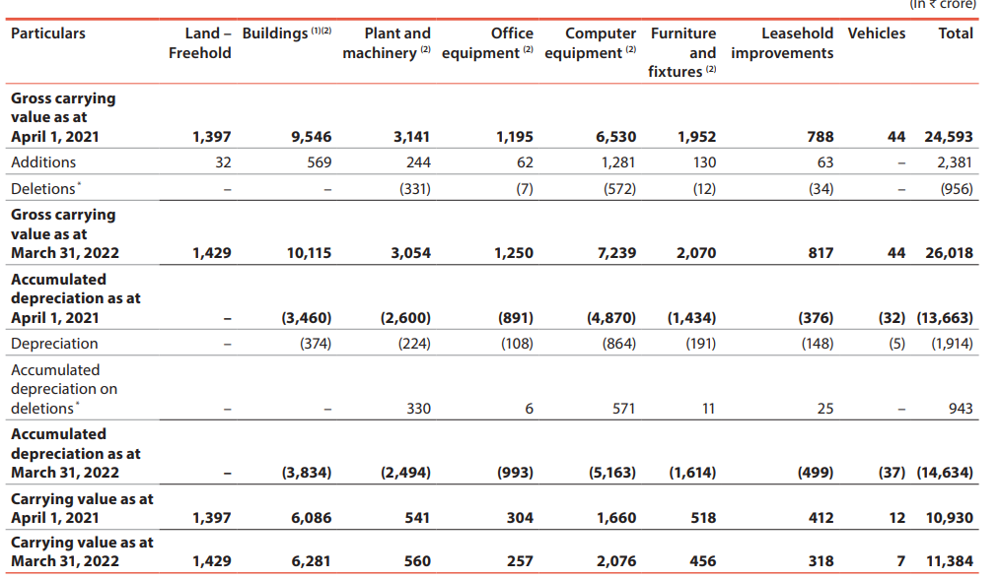 (In ₹ crore)
Particulars Land – Buildings (1)(2) Plant and Office Computer Furniture Leasehold Vehicles Total
Freehold machinery (2) equipment (2) equipment (2) and improvements
fixtures (2)
Gross carrying
value as at
April 1, 2021 1,397 9,546 3,141 1,195 6,530 1,952 788 44 24,593
Additions 32 569 244 62 1,281 130 63 – 2,381
Deletions* – – (331) (7) (572) (12) (34) – (956)
Gross carrying
value as at
March 31, 2022 1,429 10,115 3,054 1,250 7,239 2,070 817 44 26,018
Accumulated
depreciation as at
April 1, 2021 – (3,460) (2,600) (891) (4,870) (1,434) (376) (32) (13,663)
Depreciation – (374) (224) (108) (864) (191) (148) (5) (1,914)
Accumulated
depreciation on
deletions* – – 330 6 571 11 25 – 943
Accumulated
depreciation as at
March 31, 2022 – (3,834) (2,494) (993) (5,163) (1,614) (499) (37) (14,634)
Carrying value as at
April 1, 2021 1,397 6,086 541 304 1,660 518 412 12 10,930
Carrying value as at
March 31, 2022 1,429 6,281 560 257 2,076 456 318 7 11,384